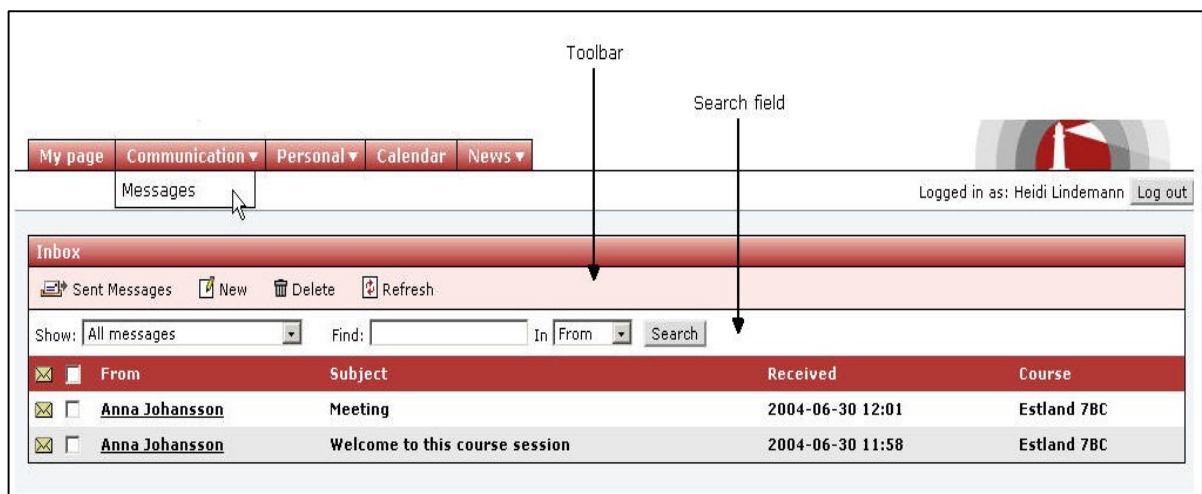 Toolbar
Search field
My page Communication Personal Calendar News
Messages
Logged in as: Heidi Lindemann Log out
Inbox
Sent Messages New Delete Refresh
Show: All messages Find: In From Search
From Subject Received Course
Anna Johansson Meeting 2004-06-30 12:01 Estland 7BC
Anna Johansson Welcome to this course session 2004-06-30 11:58 Estland 7BC